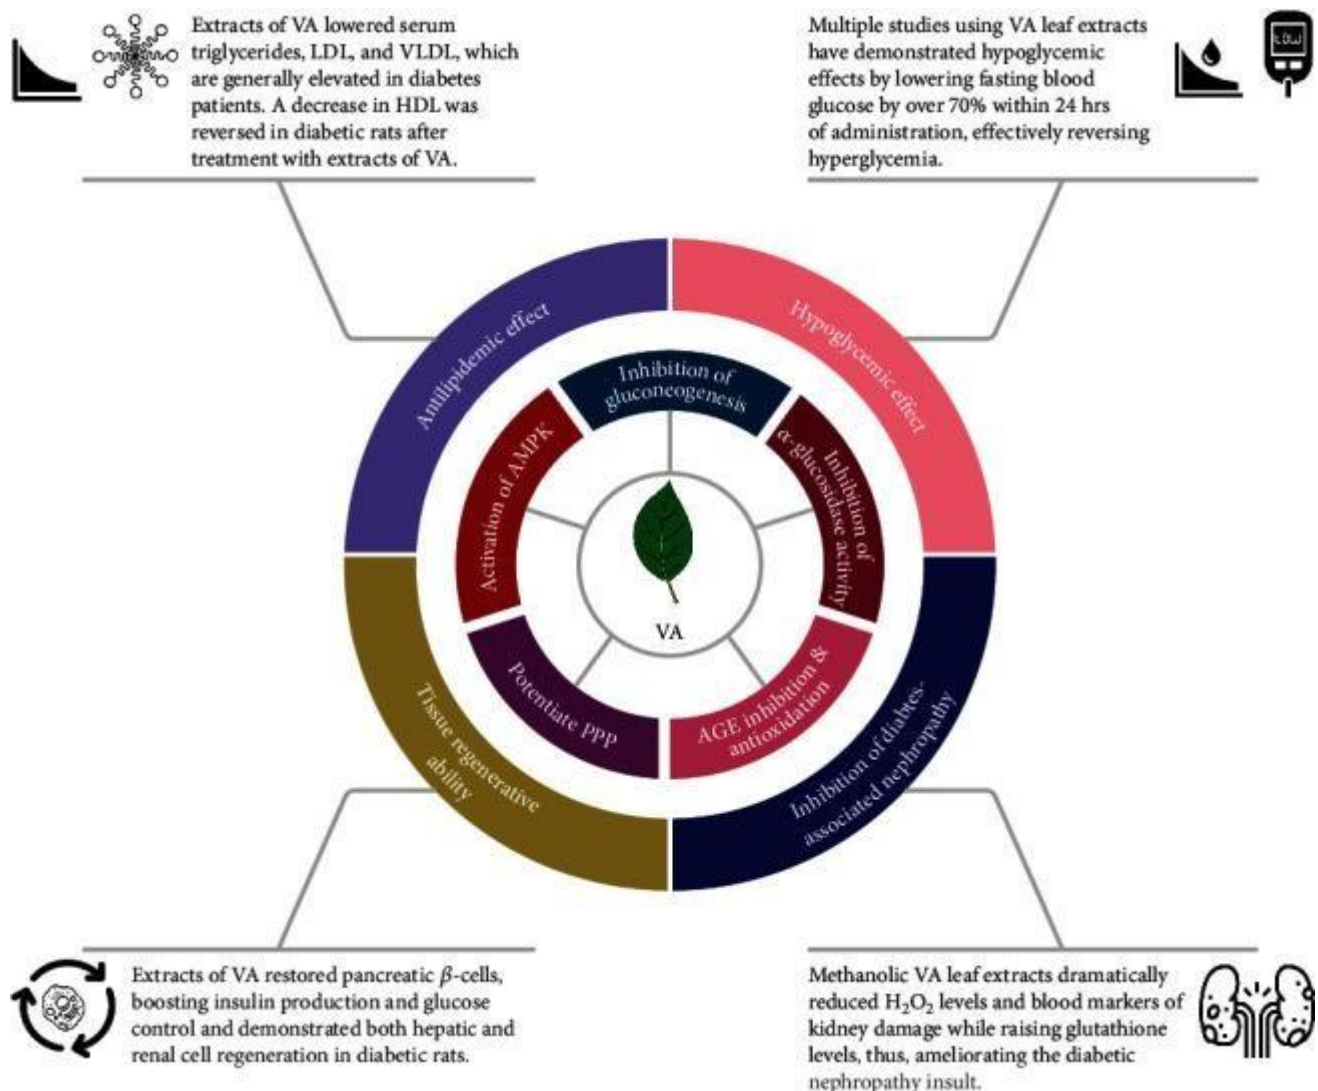 Extracts of VA lowered serum
triglycerides, LDL, and VLDL, which
are generally elevated in diabetes
patients. A decrease in HDL was
reversed in diabetic rats after
treatment with extracts of VA.
Multiple studies using VA leaf extracts
have demonstrated hypoglycemic
effects by lowering fasting blood
glucose by over 70% within 24 hrs
of administration, effectively reversing
hyperglycemia.
Antilipidemic effect
Hypoglycemic effect
Inhibition of
gluconeogenesis
Activation of AMPK
Inhibition of
α-glucosidase activity
VA
Potentiate PPP
AGE inhibition &
antioxidation
Tissue regenerative
ability
Inhibition of diabtes-
associated nephropathy
Extracts of VA restored pancreatic β-cells,
boosting insulin production and glucose
control and demonstrated both hepatic and
renal cell regeneration in diabetic rats.
Methanolic VA leaf extracts dramatically
reduced H₂O₂ levels and blood markers of
kidney damage while raising glutathione
levels, thus, ameliorating the diabetic
nephropathy insult.